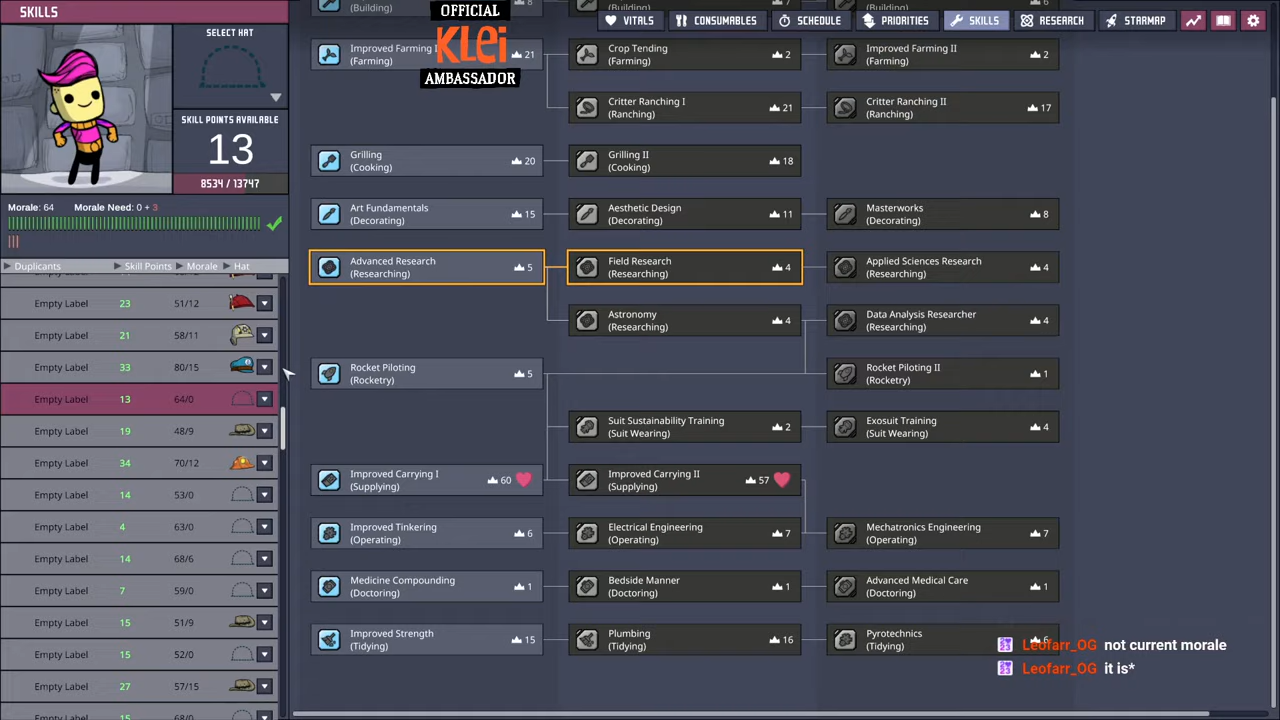 SKILLS
OFFICIAL
KLEi
AMBASSADOR
VITALS
CONSUMABLES
SCHEDULE
PRIORITIES
SKILLS
RESEARCH
STARMAP
SELECT HAT
SKILL POINTS AVAILABLE
13
8534 / 13747
Morale: 64 Morale Need: 0 + 3
Duplicants Skill Points Morale Hat
Empty Label 23 51/12
Empty Label 21 58/11
Empty Label 33 80/15
Empty Label 13 64/0
Empty Label 19 48/9
Empty Label 34 70/12
Empty Label 14 53/0
Empty Label 4 63/0
Empty Label 14 68/6
Empty Label 7 59/0
Empty Label 15 51/9
Empty Label 15 52/0
Empty Label 27 57/15
Empty Label 15 68/0
(Building) 8
(Building)
(Building)
Improved Farming I 21
(Farming)
Crop Tending 2
(Farming)
Improved Farming II 2
(Farming)
Critter Ranching I 21
(Ranching)
Critter Ranching II 17
(Ranching)
Grilling 20
(Cooking)
Grilling II 18
(Cooking)
Art Fundamentals 15
(Decorating)
Aesthetic Design 11
(Decorating)
Masterworks 8
(Decorating)
Advanced Research 5
(Researching)
Field Research 4
(Researching)
Applied Sciences Research 4
(Researching)
Astronomy 4
(Researching)
Data Analysis Researcher 4
(Researching)
Rocket Piloting 5
(Rocketry)
Rocket Piloting II 1
(Rocketry)
Suit Sustainability Training 2
(Suit Wearing)
Exosuit Training 4
(Suit Wearing)
Improved Carrying I 60
(Supplying)
Improved Carrying II 57
(Supplying)
Improved Tinkering 6
(Operating)
Electrical Engineering 7
(Operating)
Mechatronics Engineering 7
(Operating)
Medicine Compounding 1
(Doctoring)
Bedside Manner 1
(Doctoring)
Advanced Medical Care 1
(Doctoring)
Improved Strength 15
(Tidying)
Plumbing 16
(Tidying)
Pyrotechnics 6
(Tidying)
Leofarr_OG not current morale
Leofarr_OG it is*